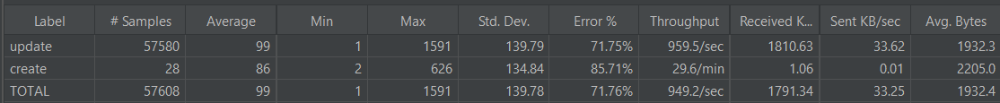 Label # Samples Average Min Max Std. Dev. Error % Throughput Received K... Sent KB/sec Avg. Bytes
update 57580 99 1 1591 139.79 71.75% 959.5/sec 1810.63 33.62 1932.3
create 28 86 2 626 134.84 85.71% 29.6/min 1.06 0.01 2205.0
TOTAL 57608 99 1 1591 139.78 71.76% 949.2/sec 1791.34 33.25 1932.4